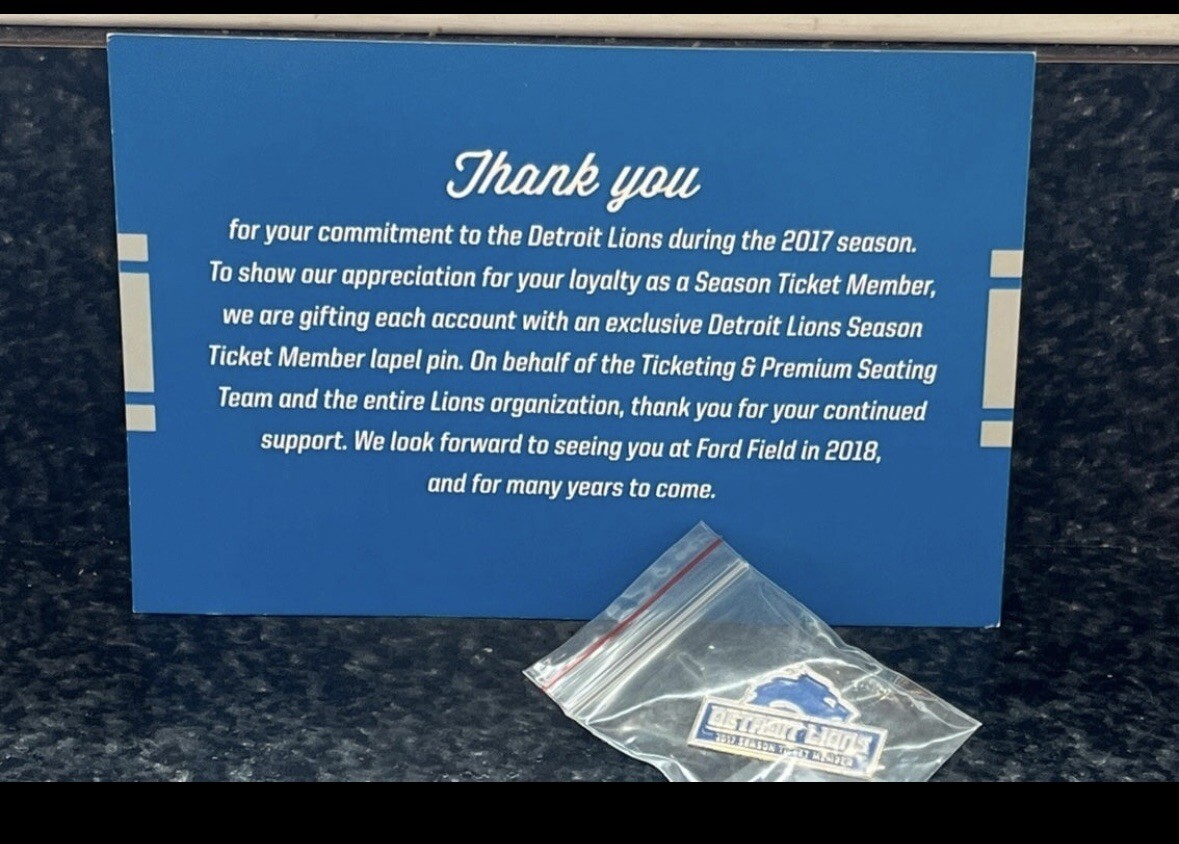 Thank you
for your commitment to the Detroit Lions during the 2017 season.
To show our appreciation for your loyalty as a Season Ticket Member,
we are gifting each account with an exclusive Detroit Lions Season
Ticket Member lapel pin. On behalf of the Ticketing & Premium Seating
Team and the entire Lions organization, thank you for your continued
support. We look forward to seeing you at Ford Field in 2018,
and for many years to come.
DETROIT LIONS
2017 SEASON TICKET MEMBER